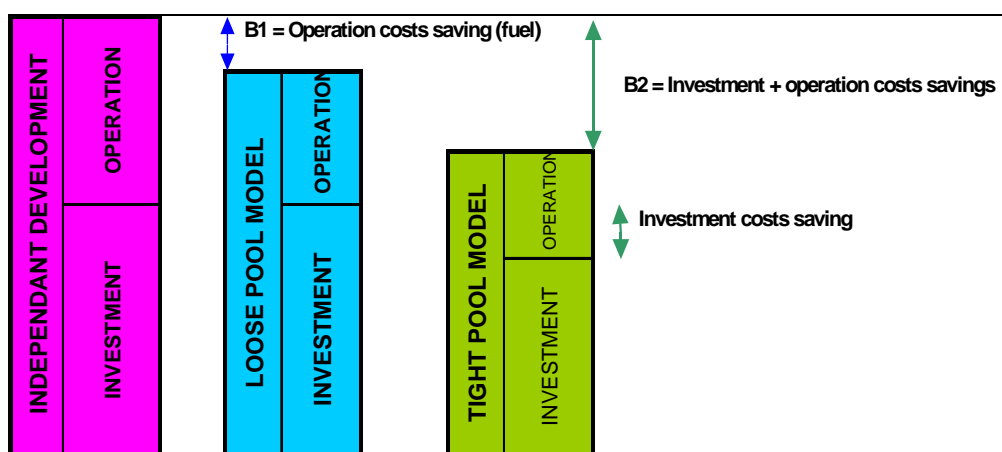 INDEPENDANT DEVELOPMENT
OPERATION
INVESTMENT
B1 = Operation costs saving (fuel)
LOOSE POOL MODEL
OPERATION
INVESTMENT
B2 = Investment + operation costs savings
TIGHT POOL MODEL
OPERATION
INVESTMENT
Investment costs saving